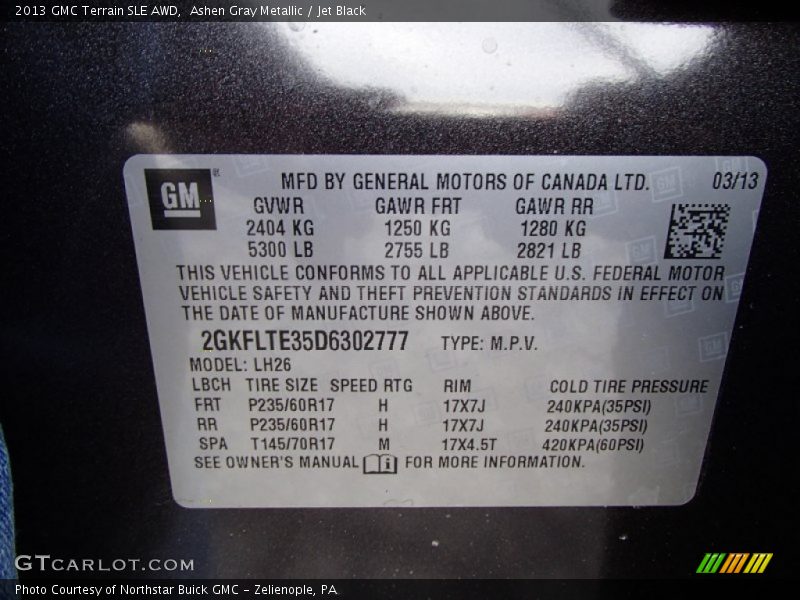 2013 GMC Terrain SLE AWD, Ashen Gray Metallic / Jet Black
GM ®
MFD BY GENERAL MOTORS OF CANADA LTD. 03/13
GVWR GAWR FRT GAWR RR
2404 KG 1250 KG 1280 KG
5300 LB 2755 LB 2821 LB
THIS VEHICLE CONFORMS TO ALL APPLICABLE U.S. FEDERAL MOTOR
VEHICLE SAFETY AND THEFT PREVENTION STANDARDS IN EFFECT ON
THE DATE OF MANUFACTURE SHOWN ABOVE.
2GKFLTE35D6302777 TYPE: M.P.V.
MODEL: LH26
LBCH TIRE SIZE SPEED RTG RIM COLD TIRE PRESSURE
FRT P235/60R17 H 17X7J 240KPA(35PSI)
RR P235/60R17 H 17X7J 240KPA(35PSI)
SPA T145/70R17 M 17X4.5T 420KPA(60PSI)
SEE OWNER'S MANUAL i FOR MORE INFORMATION.
GTCARLOT.COM
Photo Courtesy of Northstar Buick GMC - Zelienople, PA